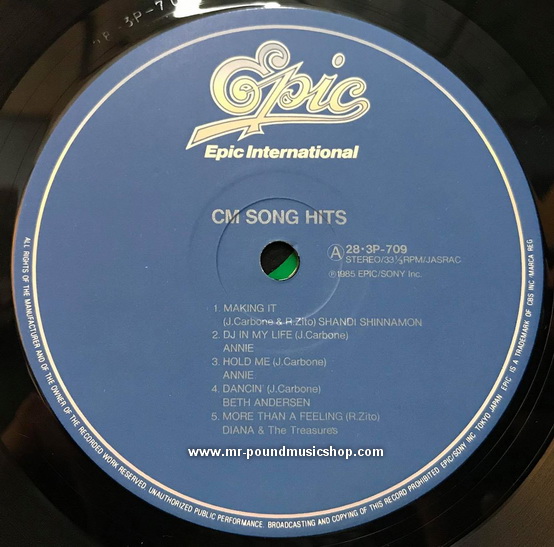 28·3P-70
Epic
Epic International
CM SONG HITS
A 28·3P-709
STEREO/33⅓RPM/JASRAC
℗1985 EPIC/SONY Inc.
1. MAKING IT
(J.Carbone & R.Zito) SHANDI SHINNAMON
2. DJ IN MY LIFE (J.Carbone)
ANNIE
3. HOLD ME (J.Carbone)
ANNIE
4. DANCIN' (J.Carbone)
BETH ANDERSEN
5. MORE THAN A FEELING (R.Zito)
DIANA & The Treasures
www.mr-poundmusicshop.com
ALL RIGHTS OF THE MANUFACTURER AND OF THE OWNER OF THE RECORDED WORK RESERVED. UNAUTHORIZED PUBLIC PERFORMANCE. BROADCASTING AND COPYING OF THIS RECORD PROHIBITED EPIC/SONY INC. TOKYO JAPAN "EPIC" IS A TRADEMARK OF CBS INC./MARCA REG.